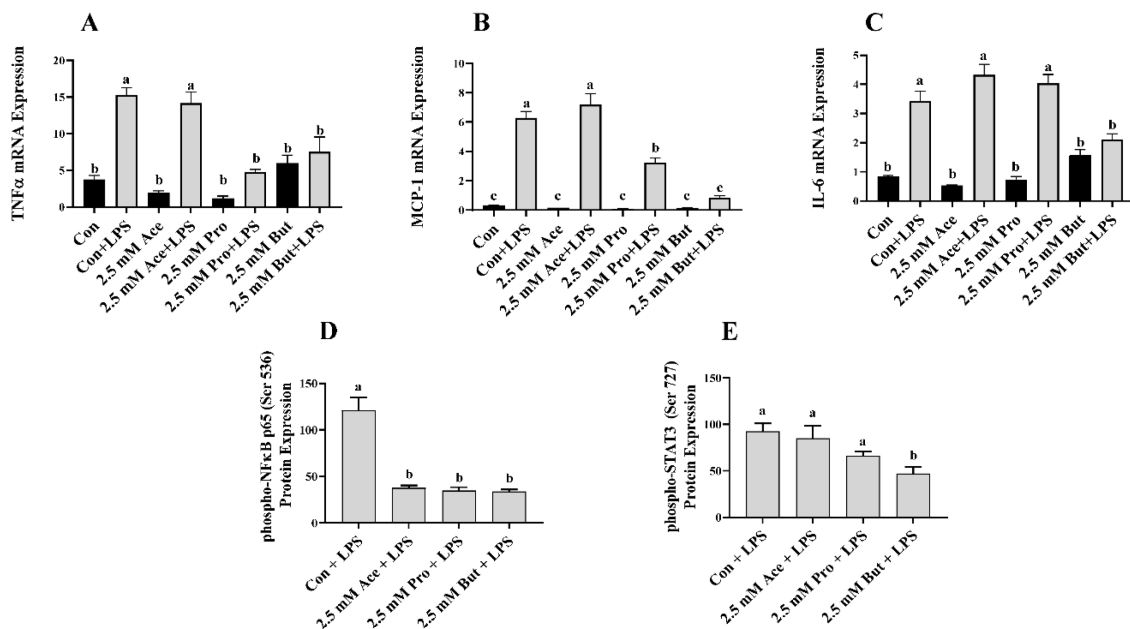 A
TNFα mRNA Expression
20
15
10
5
0
b
a
b
a
b
b
b
b
Con
Con+LPS
2.5 mM Ace
2.5 mM Ace+LPS
2.5 mM Pro
2.5 mM Pro+LPS
2.5 mM But
2.5 mM But+LPS
B
MCP-1 mRNA Expression
10
8
6
4
2
0
c
a
c
a
c
b
c
c
Con
Con+LPS
2.5 mM Ace
2.5 mM Ace+LPS
2.5 mM Pro
2.5 mM Pro+LPS
2.5 mM But
2.5 mM But+LPS
C
IL-6 mRNA Expression
5
4
3
2
1
0
b
a
b
a
b
a
b
b
Con
Con+LPS
2.5 mM Ace
2.5 mM Ace+LPS
2.5 mM Pro
2.5 mM Pro+LPS
2.5 mM But
2.5 mM But+LPS
D
phospho-NFκB p65 (Ser 536)
Protein Expression
150
100
50
0
a
b
b
b
Con + LPS
2.5 mM Ace + LPS
2.5 mM Pro + LPS
2.5 mM But + LPS
E
phospho-STAT3 (Ser 727)
Protein Expression
150
100
50
0
a
a
a
b
Con + LPS
2.5 mM Ace + LPS
2.5 mM Pro + LPS
2.5 mM But + LPS